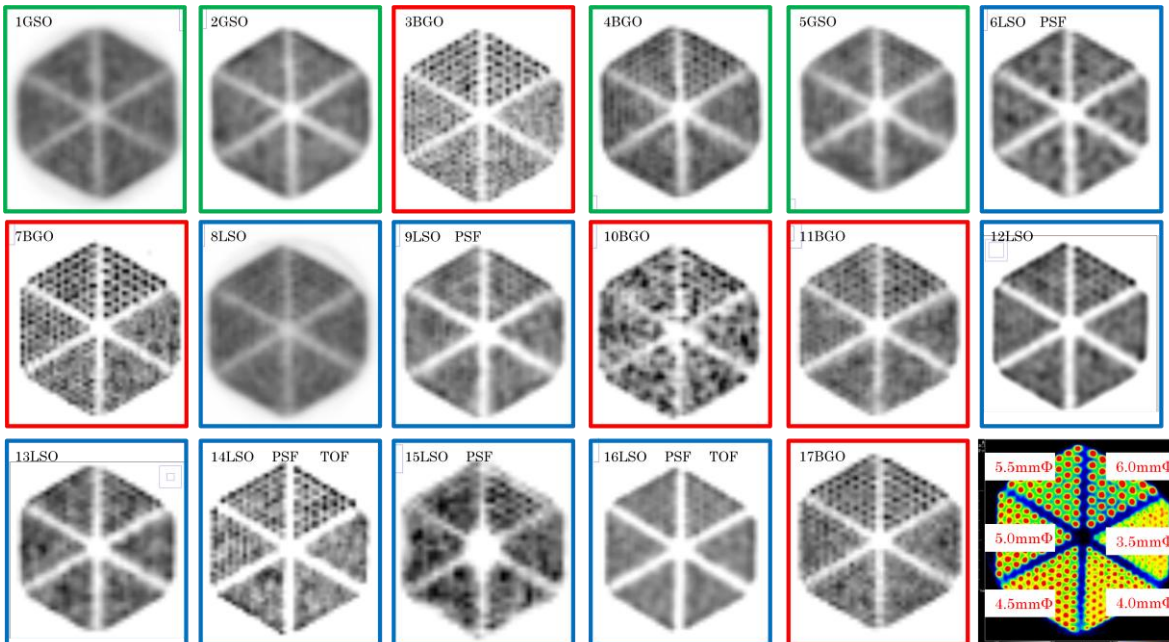 1GSO
2GSO
3BGO
4BGO
5GSO
6LSO PSF
7BGO
8LSO
9LSO PSF
10BGO
11BGO
12LSO
13LSO
14LSO PSF TOF
15LSO PSF
16LSO PSF TOF
17BGO
5.5mmΦ 6.0mmΦ
5.0mmΦ 3.5mmΦ
4.5mmΦ 4.0mmΦ